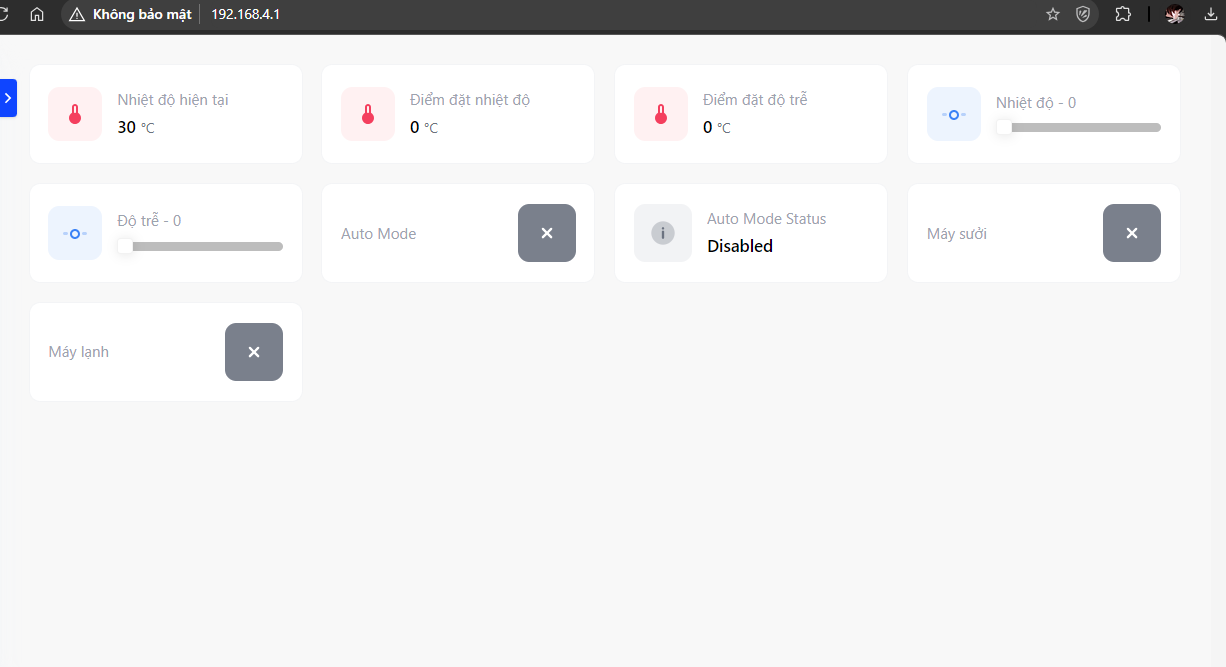 Không bảo mật 192.168.4.1
Nhiệt độ hiện tại
30 °C
Điểm đặt nhiệt độ
0 °C
Điểm đặt độ trễ
0 °C
Nhiệt độ - 0
Độ trễ - 0
Auto Mode
Auto Mode Status
Disabled
Máy sưởi
Máy lạnh